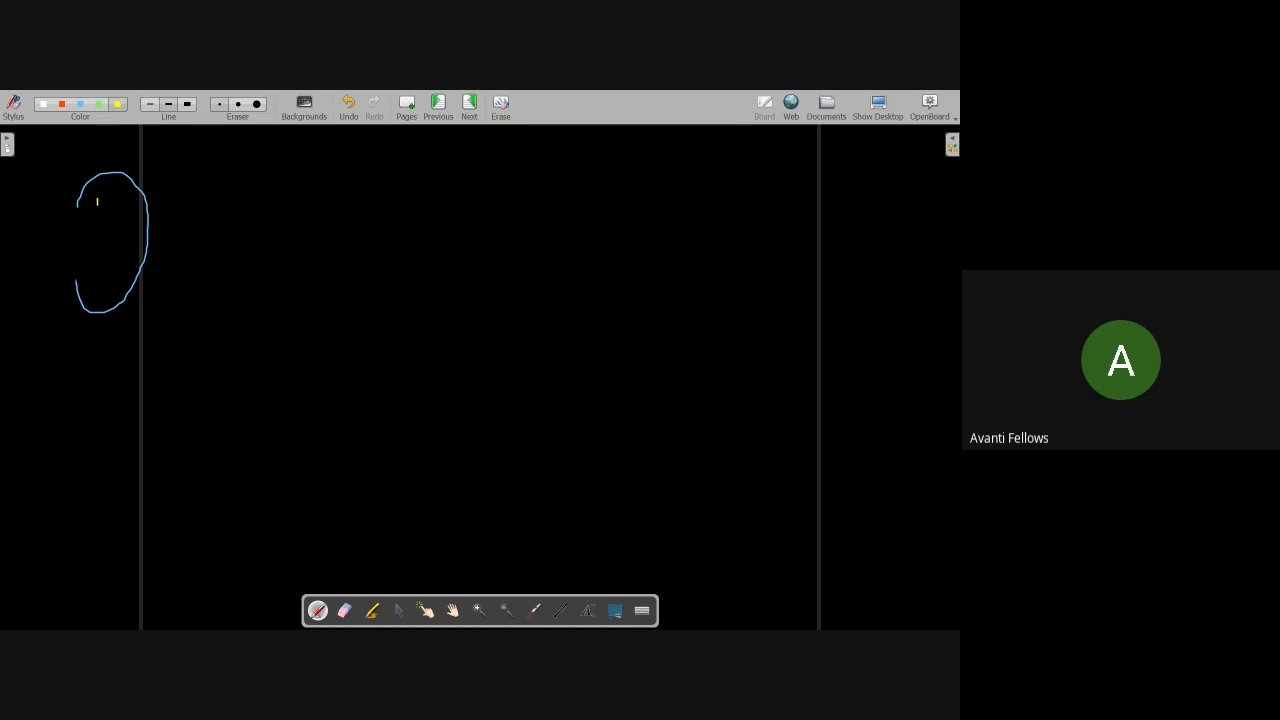 Stylus Color Line Eraser Backgrounds Undo Redo Pages Previous Next Erase Board Web Documents Show Desktop OpenBoard
A
Avanti Fellows